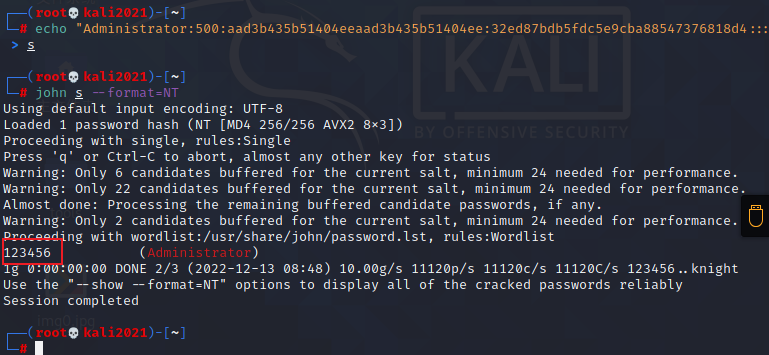 ┌──(root💀kali2021)-[~]
└─# echo "Administrator:500:aad3b435b51404eeaad3b435b51404ee:32ed87bdb5fdc5e9cba88547376818d4:::
> s
┌──(root💀kali2021)-[~]
└─# john s --format=NT
Using default input encoding: UTF-8
Loaded 1 password hash (NT [MD4 256/256 AVX2 8×3])
Proceeding with single, rules:Single
Press 'q' or Ctrl-C to abort, almost any other key for status
Warning: Only 6 candidates buffered for the current salt, minimum 24 needed for performance.
Warning: Only 22 candidates buffered for the current salt, minimum 24 needed for performance.
Almost done: Processing the remaining buffered candidate passwords, if any.
Warning: Only 2 candidates buffered for the current salt, minimum 24 needed for performance.
Proceeding with wordlist:/usr/share/john/password.lst, rules:Wordlist
123456 (Administrator)
1g 0:00:00:00 DONE 2/3 (2022-12-13 08:48) 10.00g/s 11120p/s 11120c/s 11120C/s 123456..knight
Use the "--show --format=NT" options to display all of the cracked passwords reliably
Session completed
┌──(root💀kali2021)-[~]
└─#
KALI
BY OFFENSIVE SECURITY
img0.jpg